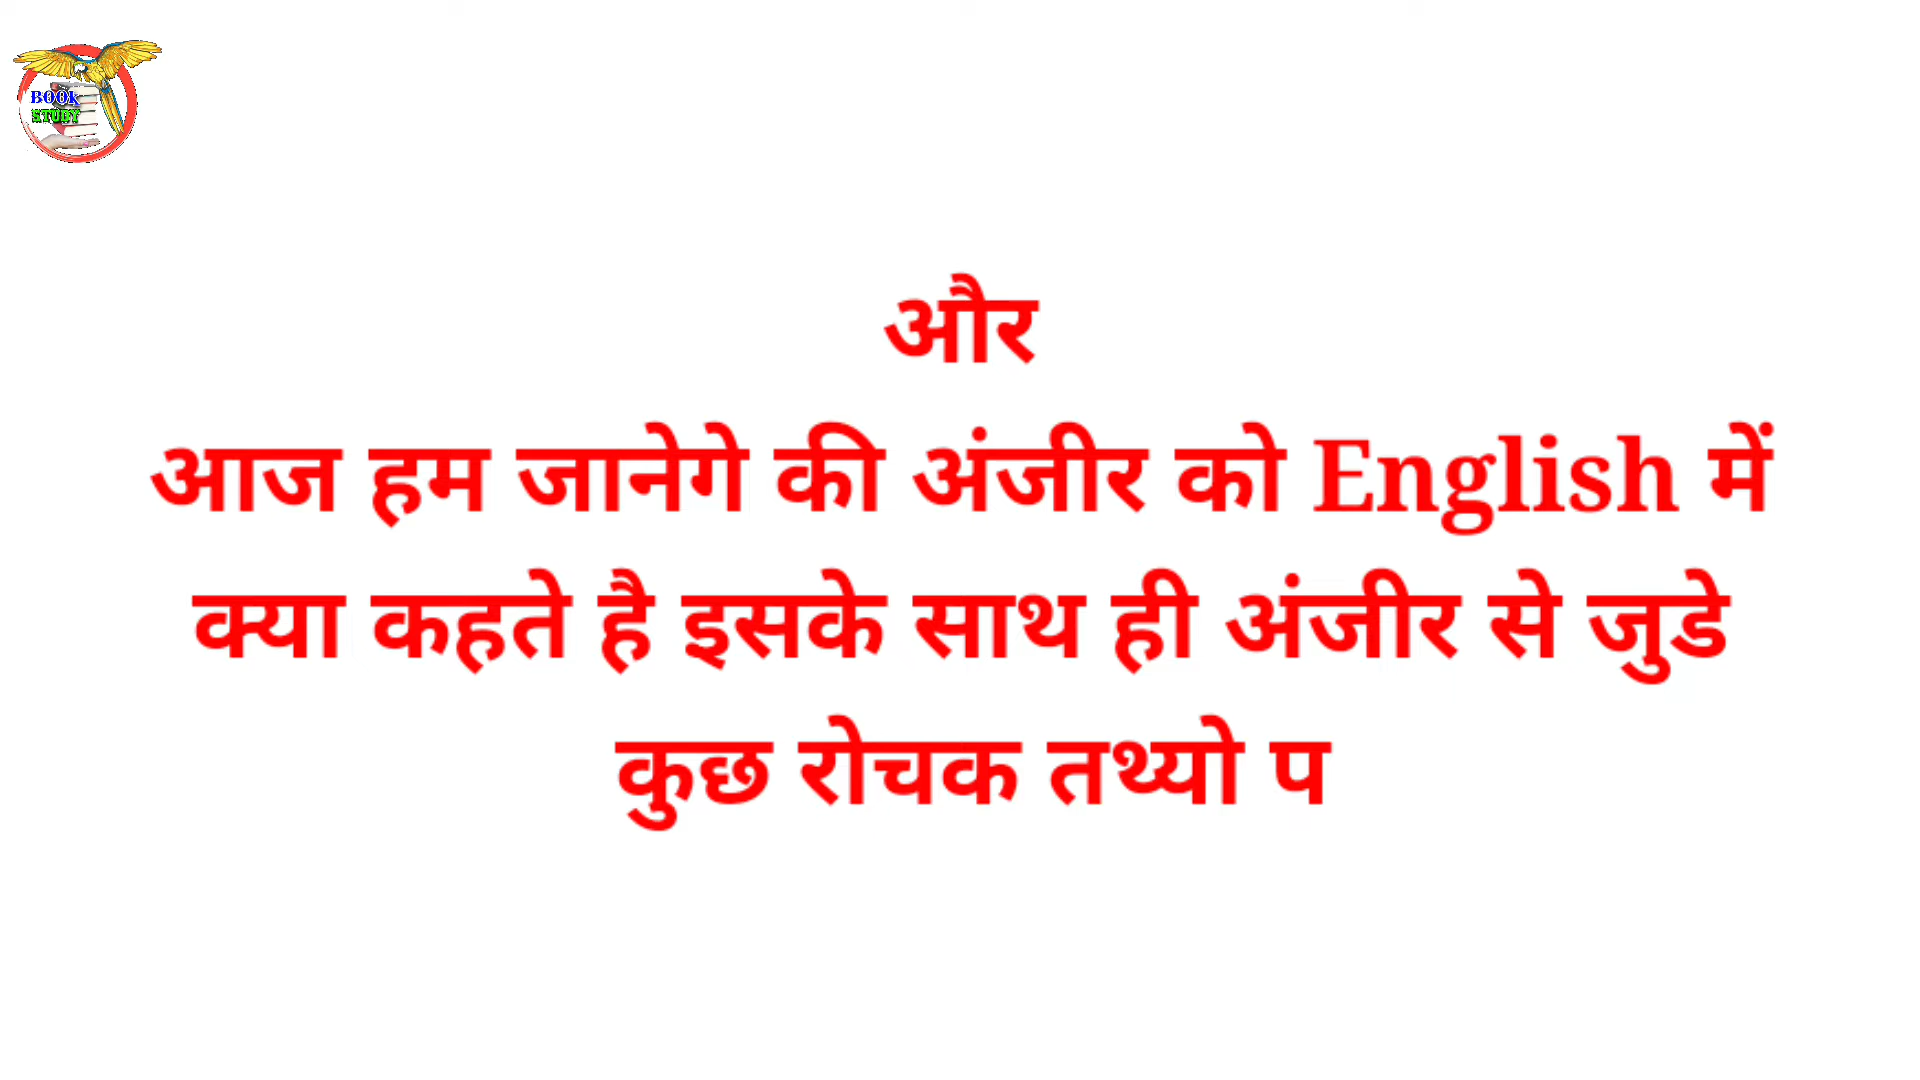 BOOK
STUDY
और
आज हम जानेगे की अंजीर को English में
क्या कहते है इसके साथ ही अंजीर से जुडे
कुछ रोचक तथ्यो प